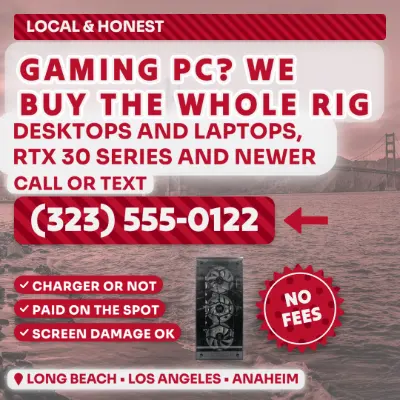 LOCAL & HONEST
GAMING PC? WE
BUY THE WHOLE RIG
DESKTOPS AND LAPTOPS,
RTX 30 SERIES AND NEWER
CALL OR TEXT
(323) 555-0122
✓ CHARGER OR NOT
✓ PAID ON THE SPOT
✓ SCREEN DAMAGE OK
NO
FEES
LONG BEACH • LOS ANGELES • ANAHEIM